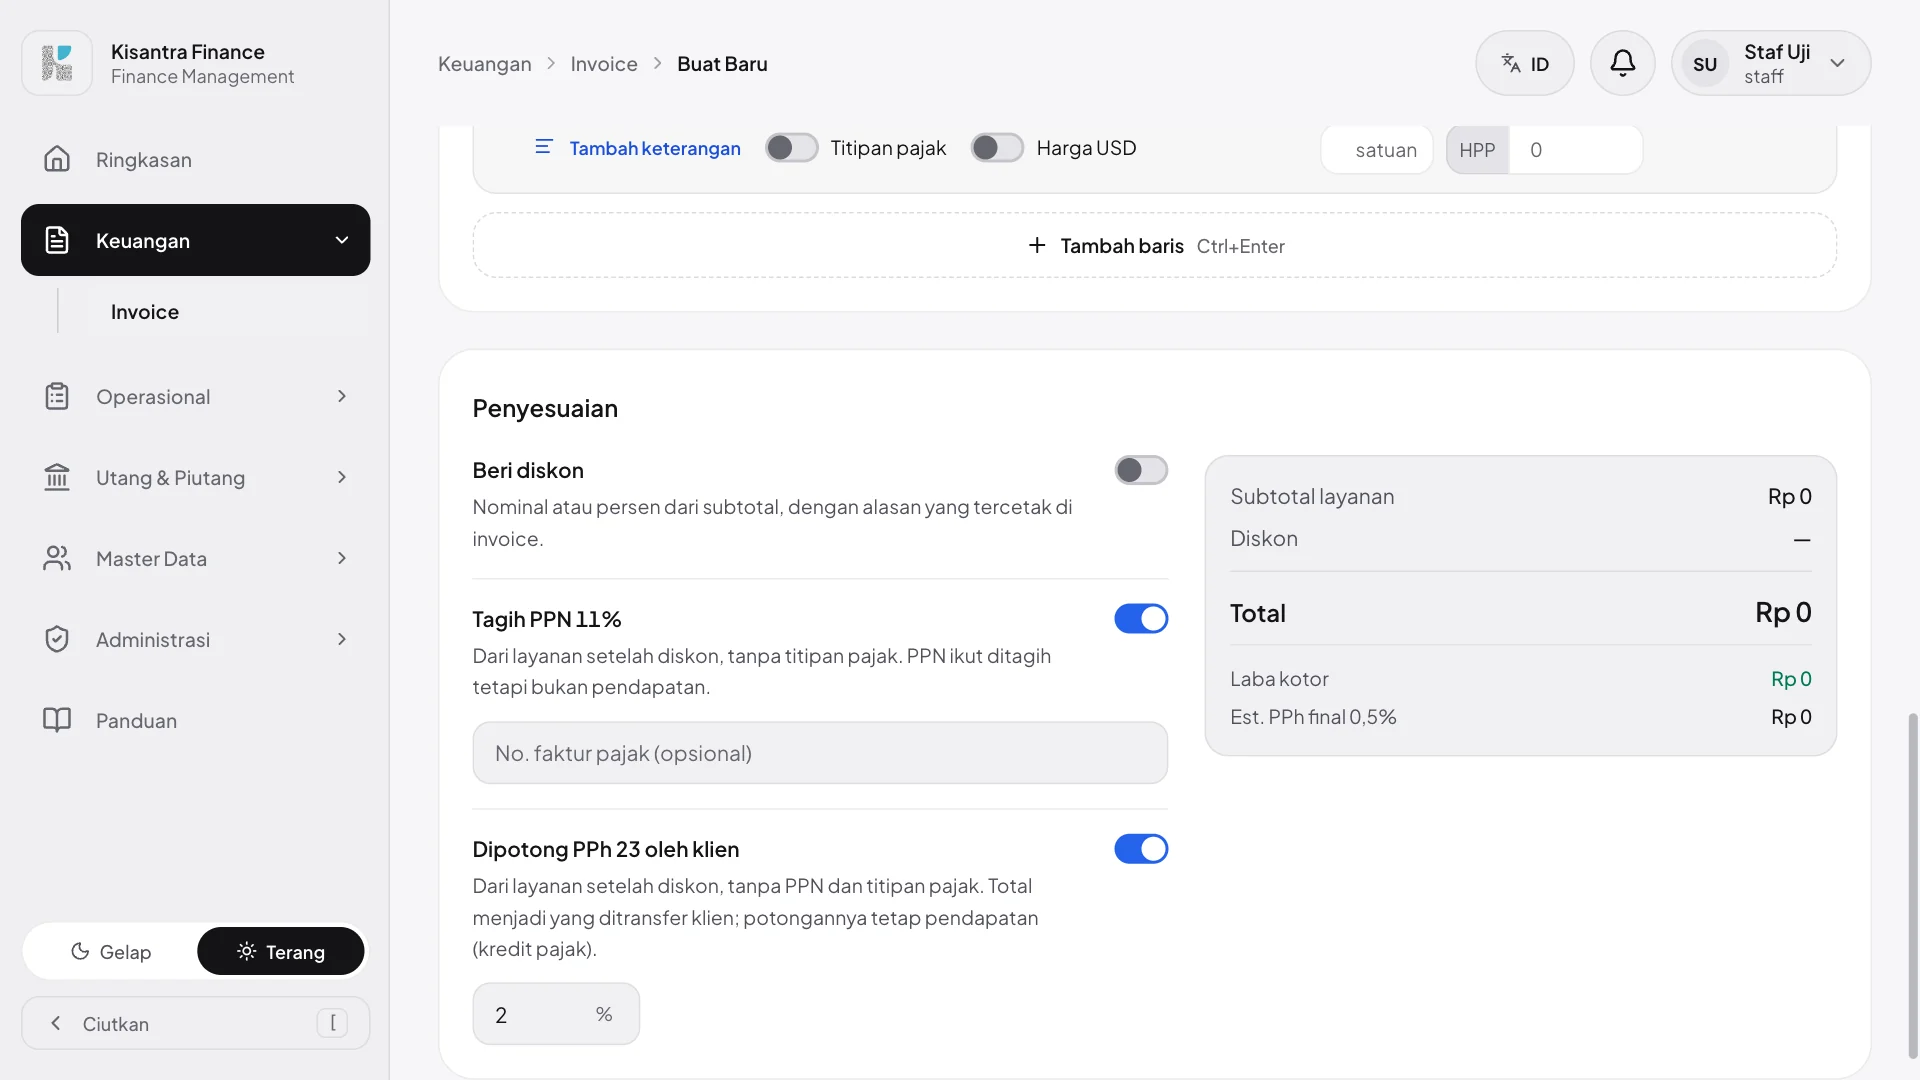 Kisantra Finance
Finance Management
Ringkasan
Keuangan
Invoice
Operasional
Utang & Piutang
Master Data
Administrasi
Panduan
Gelap
Terang
Ciutkan
[
Keuangan
Invoice
Buat Baru
ID
SU
Staf Uji
staff
Tambah keterangan
Titipan pajak
Harga USD
satuan
HPP
0
Tambah baris Ctrl+Enter
Penyesuaian
Beri diskon
Nominal atau persen dari subtotal, dengan alasan yang tercetak di
invoice.
Tagih PPN 11%
Dari layanan setelah diskon, tanpa titipan pajak. PPN ikut ditagih
tetapi bukan pendapatan.
No. faktur pajak (opsional)
Dipotong PPh 23 oleh klien
Dari layanan setelah diskon, tanpa PPN dan titipan pajak. Total
menjadi yang ditransfer klien; potongannya tetap pendapatan
(kredit pajak).
2 %
Subtotal layanan Rp 0
Diskon —
Total Rp 0
Laba kotor Rp 0
Est. PPh final 0,5% Rp 0